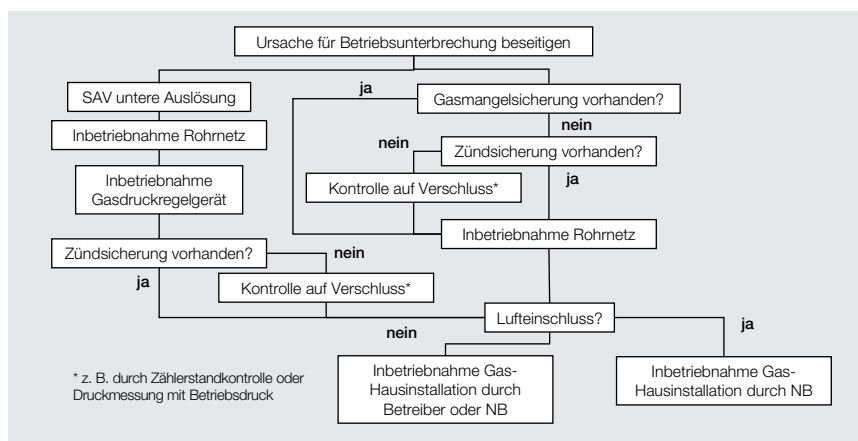 Ursache für Betriebsunterbrechung beseitigen
ja
SAV untere Auslösung
Gasmangelsicherung vorhanden?
nein
Inbetriebnahme Rohrnetz
nein
Zündsicherung vorhanden?
Inbetriebnahme
Gasdruckregelgerät
Kontrolle auf Verschluss*
ja
Inbetriebnahme Rohrnetz
Zündsicherung vorhanden?
nein
ja
Kontrolle auf Verschluss*
Lufteinschluss?
nein
ja
* z. B. durch Zählerstandkontrolle oder
Druckmessung mit Betriebsdruck
Inbetriebnahme Gas-
Hausinstallation durch
Betreiber oder NB
Inbetriebnahme Gas-
Hausinstallation durch NB